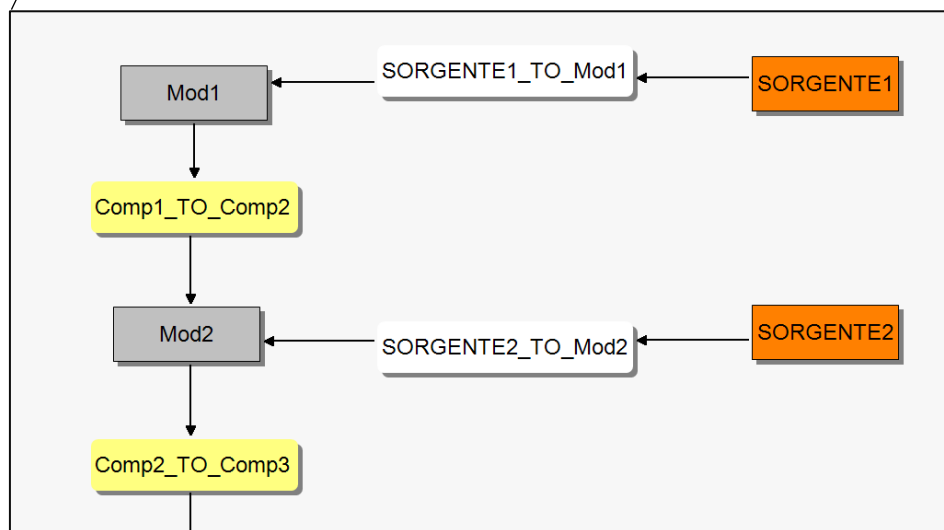 Mod1
SORGENTE1_TO_Mod1
SORGENTE1
Comp1_TO_Comp2
Mod2
SORGENTE2_TO_Mod2
SORGENTE2
Comp2_TO_Comp3